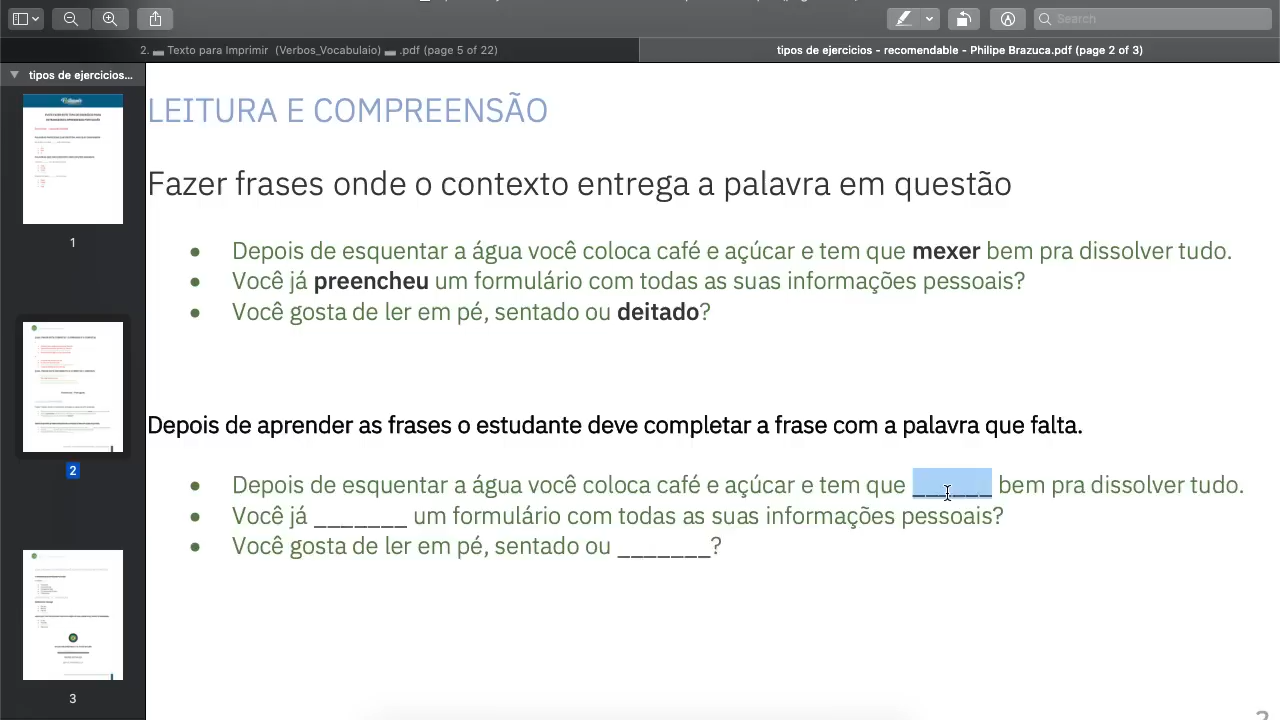 Search
2. Texto para Imprimir (Verbos_Vocabulaio) .pdf (page 5 of 22)
tipos de ejercicios - recomendable - Philipe Brazuca.pdf (page 2 of 3)
tipos de ejercicios...
LEITURA E COMPREENSÃO
Fazer frases onde o contexto entrega a palavra em questão
Depois de esquentar a água você coloca café e açúcar e tem que mexer bem pra dissolver tudo.
Você já preencheu um formulário com todas as suas informações pessoais?
Você gosta de ler em pé, sentado ou deitado?
Depois de aprender as frases o estudante deve completar a frase com a palavra que falta.
Depois de esquentar a água você coloca café e açúcar e tem que ______ bem pra dissolver tudo.
Você já _______ um formulário com todas as suas informações pessoais?
Você gosta de ler em pé, sentado ou _______?
1
2
3